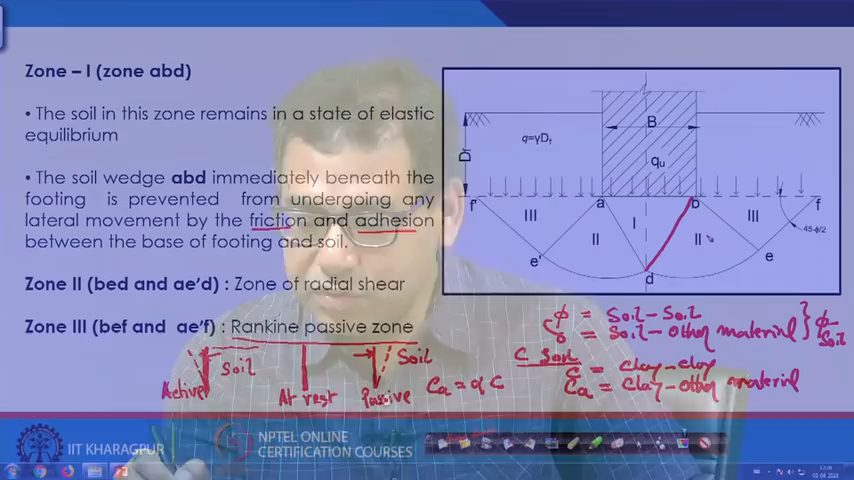 Zone – I (zone abd)
• The soil in this zone remains in a state of elastic
equilibrium
• The soil wedge abd immediately beneath the
footing is prevented from undergoing any
lateral movement by the friction and adhesion
between the base of footing and soil.
Zone II (bed and ae'd) : Zone of radial shear
Zone III (bef and ae'f) : Rankine passive zone
B
q=γDf
Df
qu
f' a b f
III I III
II II
45-ϕ/2
e' e
d
ϕ = Soil-Soil
δ = Soil-other material } ϕ Soil
C Soil
C = Clay-Clay
Ca = Clay-other material
Soil Soil
Active At rest Passive Ca = αC
IIT KHARAGPUR
NPTEL ONLINE
CERTIFICATION COURSES